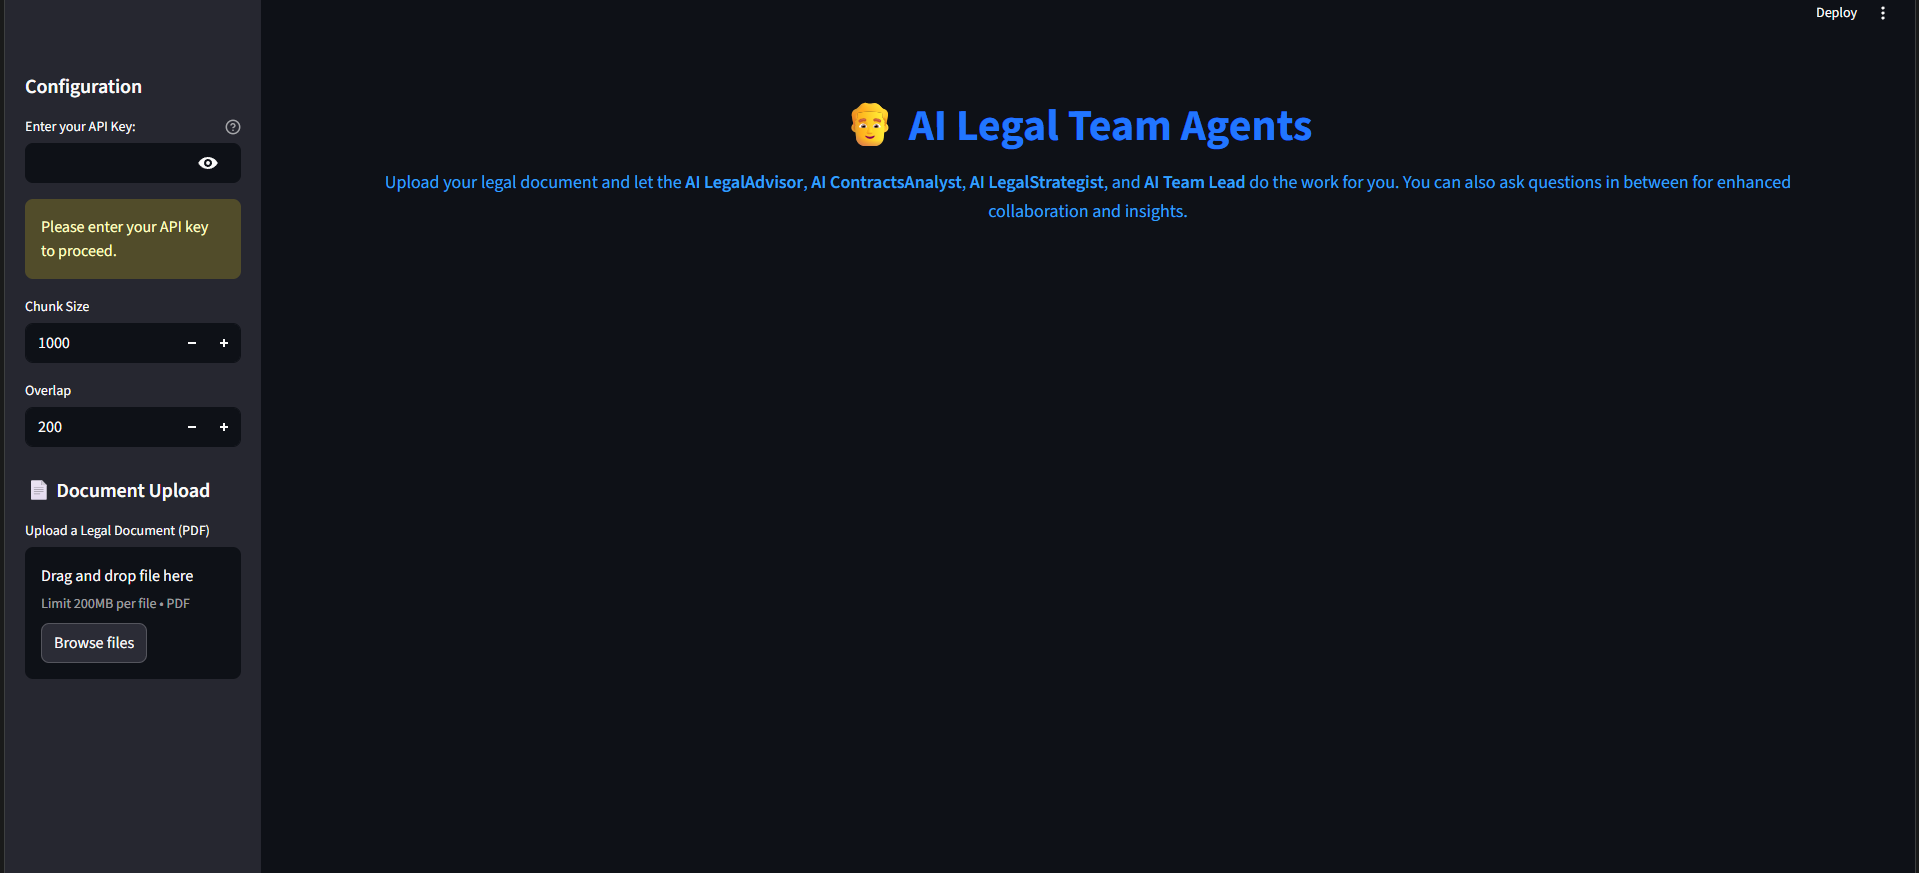 Deploy
Configuration
Enter your API Key:
Please enter your API key
to proceed.
Chunk Size
1000
Overlap
200
Document Upload
Upload a Legal Document (PDF)
Drag and drop file here
Limit 200MB per file • PDF
Browse files
AI Legal Team Agents
Upload your legal document and let the AI LegalAdvisor, AI ContractsAnalyst, AI LegalStrategist, and AI Team Lead do the work for you. You can also ask questions in between for enhanced
collaboration and insights.